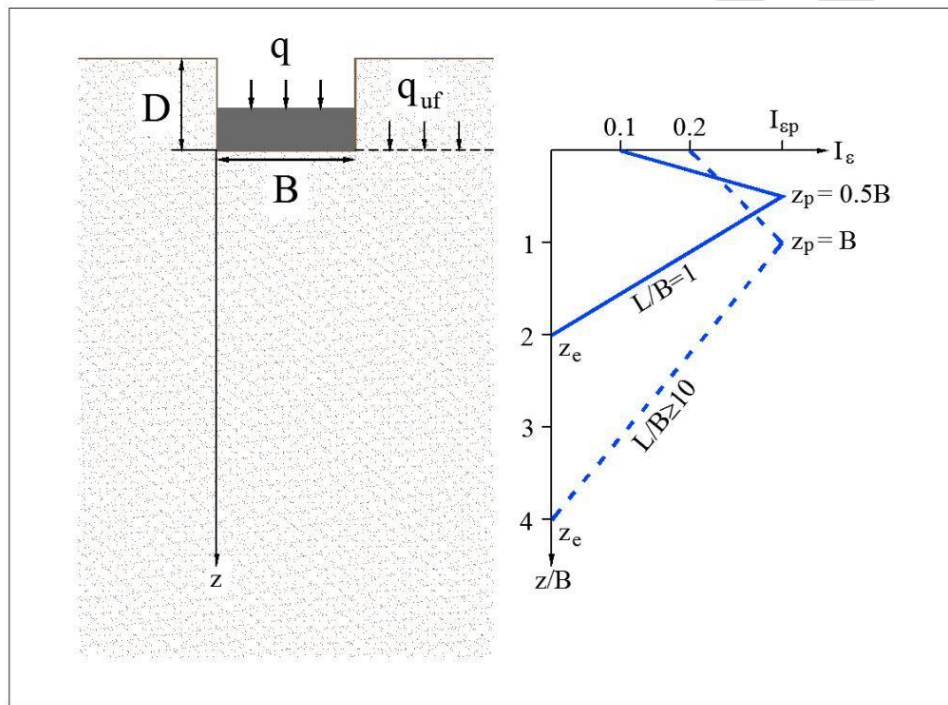 q
D
q_uf
B
z
0.1
0.2
I_εp
I_ε
z_p = 0.5B
1
z_p = B
L/B=1
2
z_e
L/B≥10
3
4
z_e
z/B